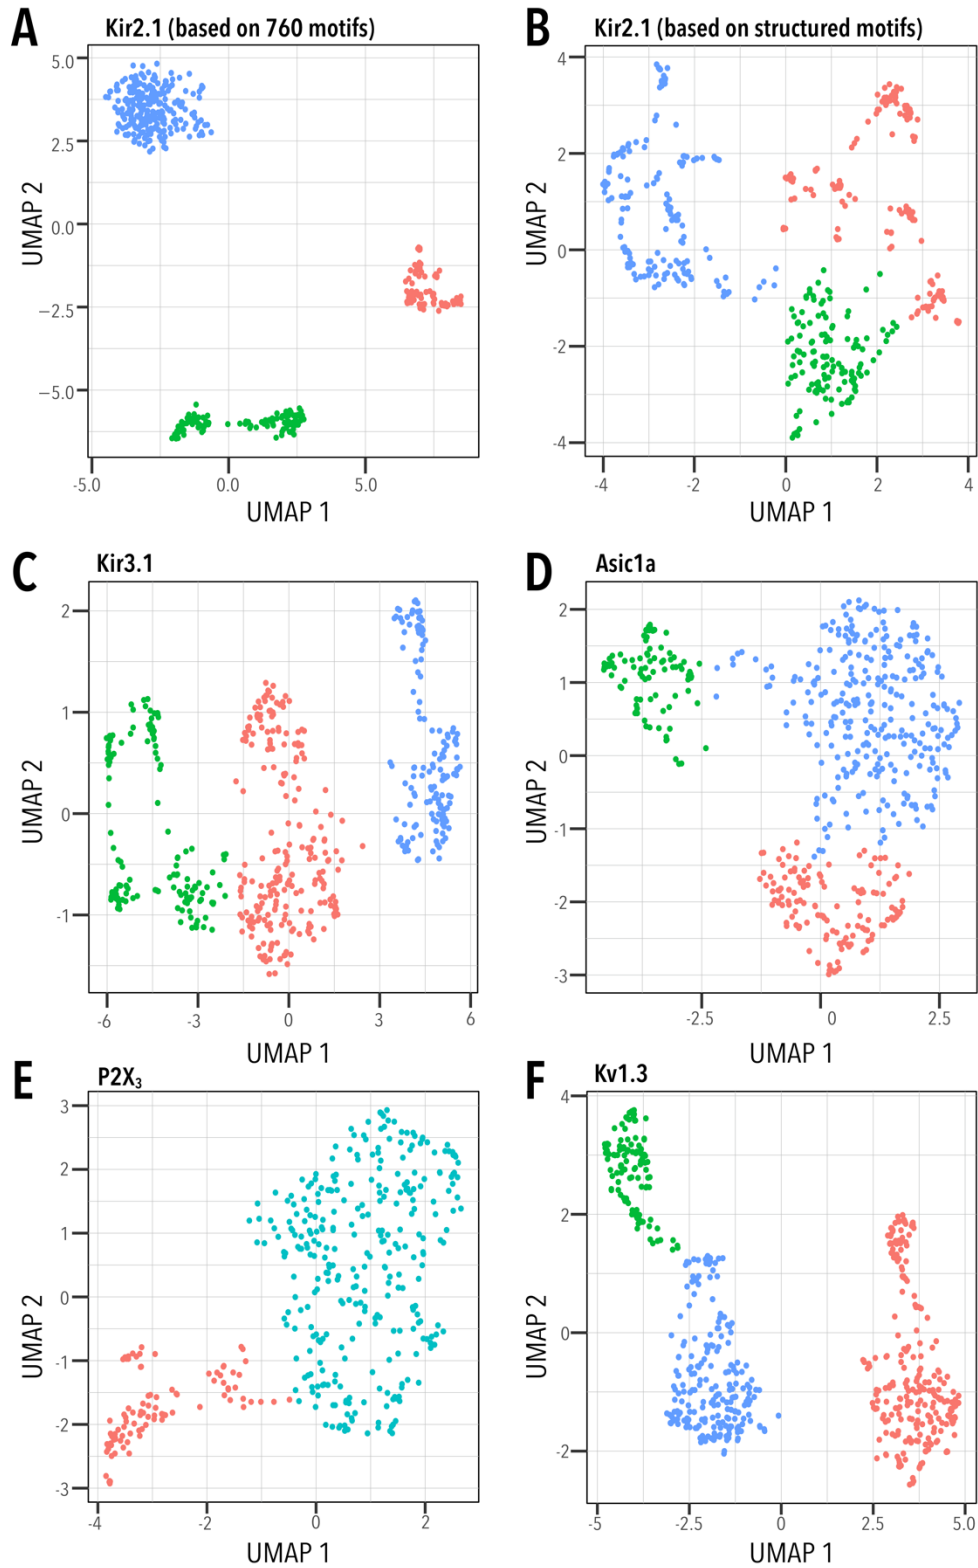 A Kir2.1 (based on 760 motifs)
5.0
2.5
0.0
−2.5
−5.0
UMAP 2
-5.0 0.0 5.0
UMAP 1
B Kir2.1 (based on structured motifs)
4
2
0
-2
-4
UMAP 2
-4 -2 0 2 4
UMAP 1
C Kir3.1
2
1
0
-1
UMAP 2
-6 -3 0 3 6
UMAP 1
D Asic1a
2
1
0
-1
-2
-3
UMAP 2
-2.5 0 2.5
UMAP 1
E P2X₃
3
2
1
0
-1
-2
-3
UMAP 2
-4 -2 0 2
UMAP 1
F Kv1.3
4
2
0
-2
UMAP 2
-5 -2.5 0 2.5 5.0
UMAP 1